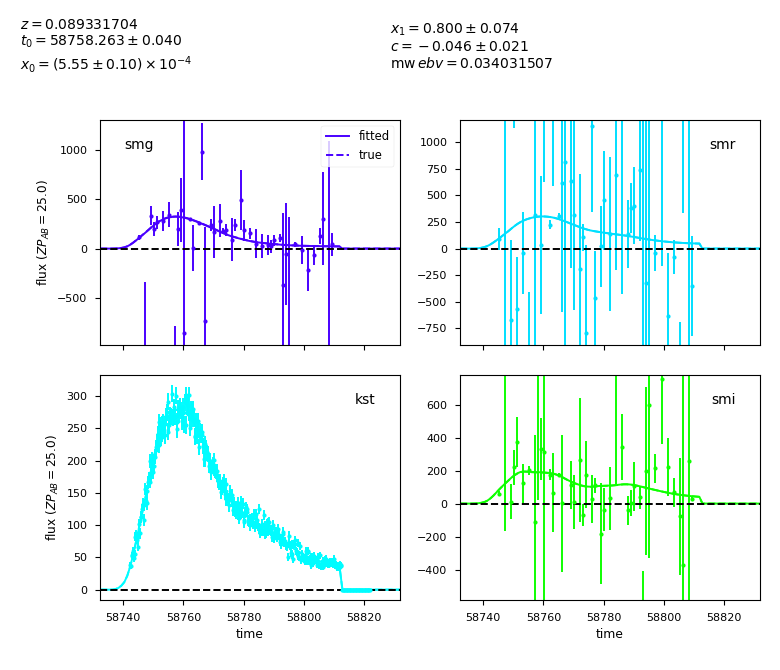 z = 0.089331704
t₀ = 58758.263 ± 0.040
x₀ = (5.55 ± 0.10) × 10⁻⁴
x₁ = 0.800 ± 0.074
c = −0.046 ± 0.021
mw ebv = 0.034031507
smg
fitted
true
1000
500
0
−500
flux (ZP_AB = 25.0)
smr
1000
750
500
250
0
−250
−500
−750
kst
300
250
200
150
100
50
0
flux (ZP_AB = 25.0)
58740 58760 58780 58800 58820
time
smi
600
400
200
0
−200
−400
58740 58760 58780 58800 58820
time